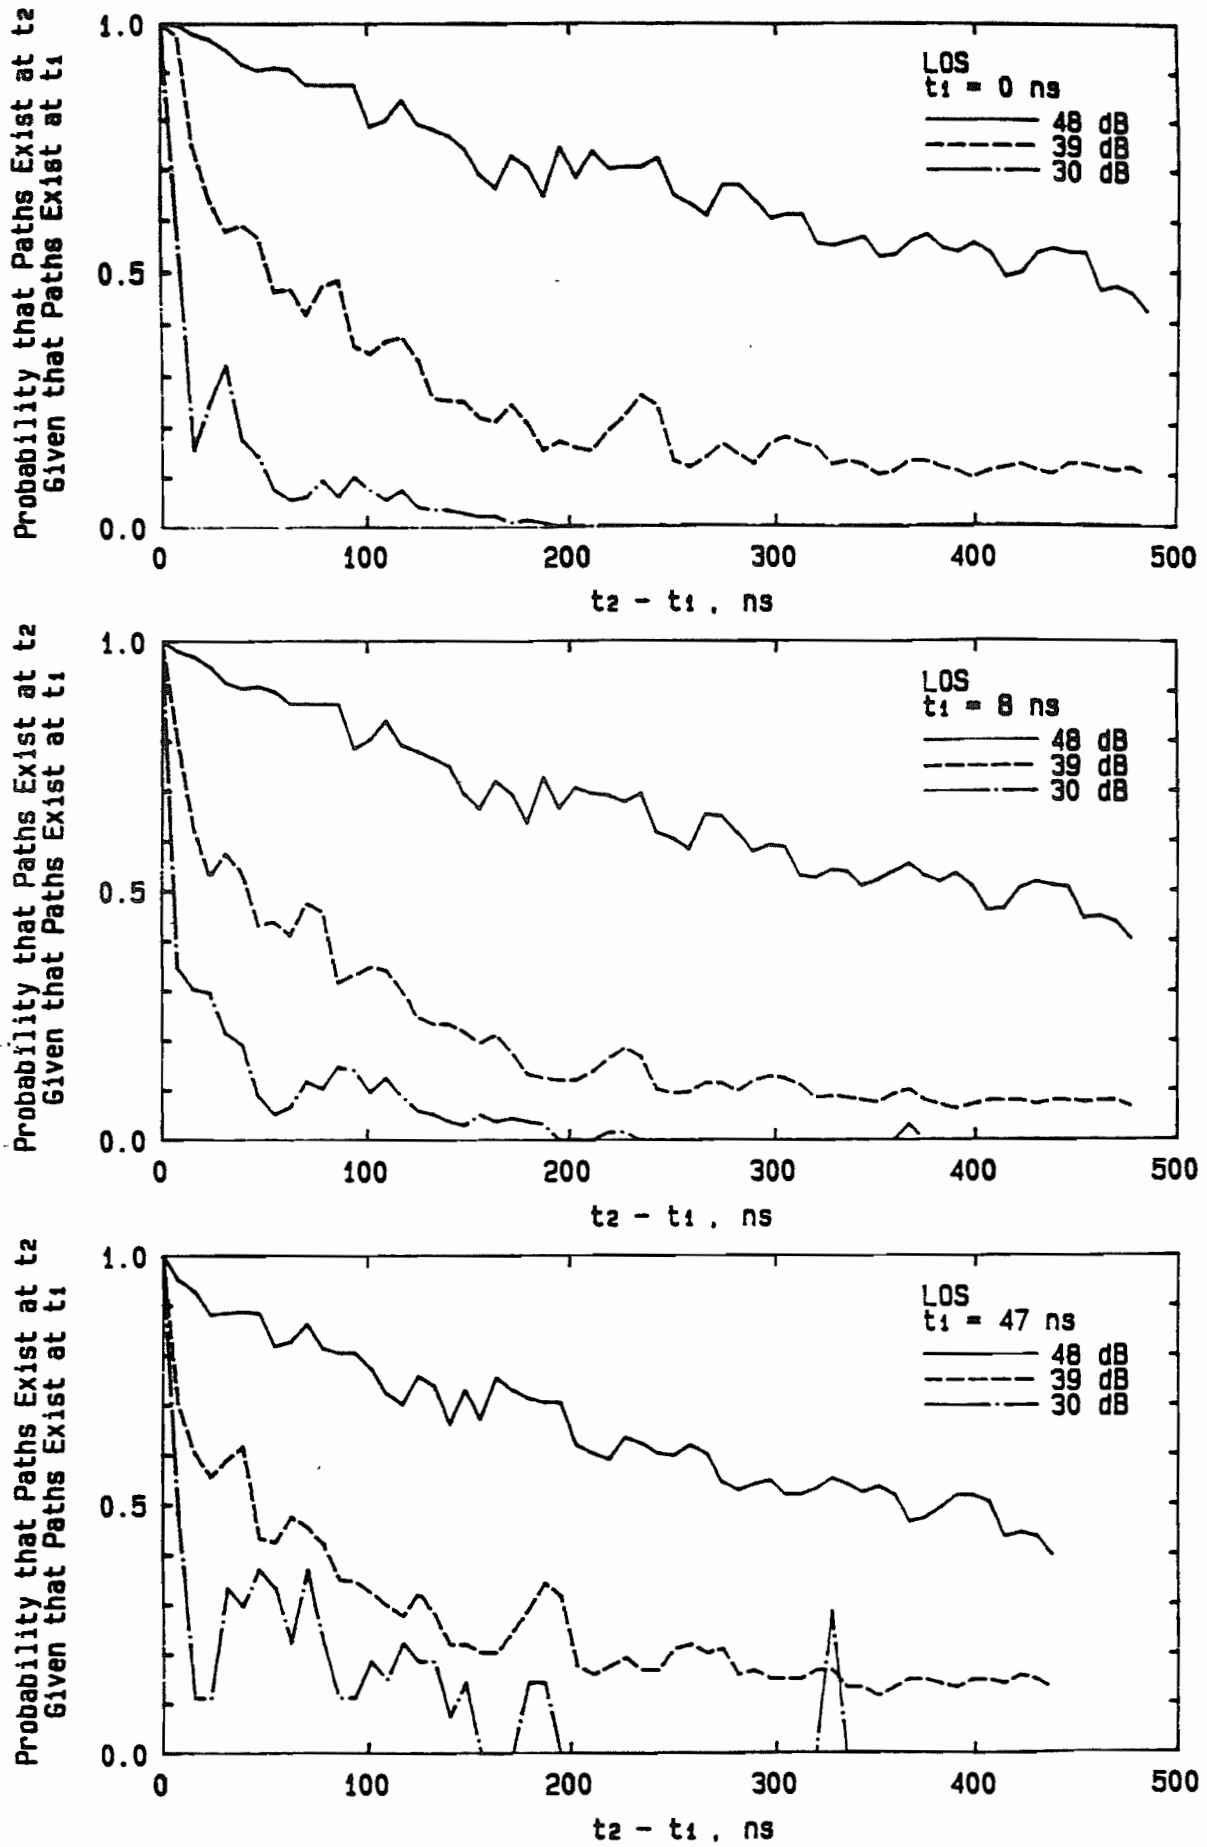 Probability that Paths Exist at t2
Given that Paths Exist at t1
1.0
0.5
0.0
LOS
t1 = 0 ns
48 dB
39 dB
30 dB
0 100 200 300 400 500
t2 - t1 , ns
Probability that Paths Exist at t2
Given that Paths Exist at t1
1.0
0.5
0.0
LOS
t1 = 8 ns
48 dB
39 dB
30 dB
0 100 200 300 400 500
t2 - t1 , ns
Probability that Paths Exist at t2
Given that Paths Exist at t1
1.0
0.5
0.0
LOS
t1 = 47 ns
48 dB
39 dB
30 dB
0 100 200 300 400 500
t2 - t1 , ns